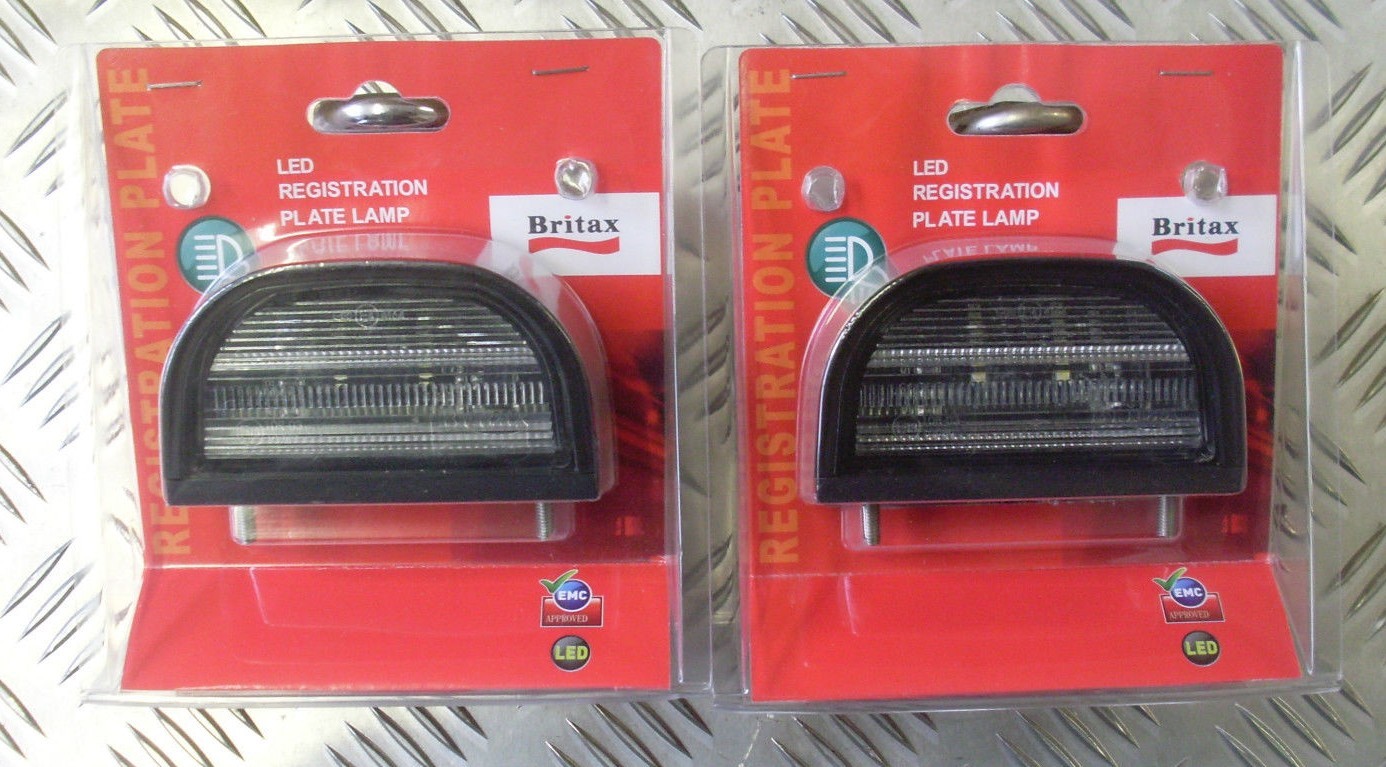 REGISTRATION PLATE
LED
REGISTRATION
PLATE LAMP
Britax
EMC
APPROVED
LED
REGISTRATION PLATE
LED
REGISTRATION
PLATE LAMP
Britax
EMC
APPROVED
LED